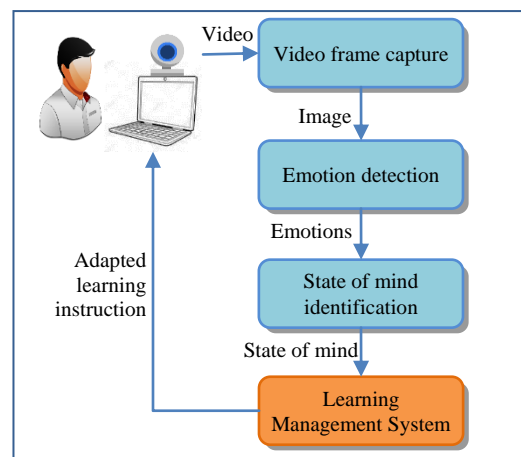 Video
Video frame capture
Image
Emotion detection
Emotions
State of mind
identification
State of mind
Learning
Management System
Adapted
learning
instruction